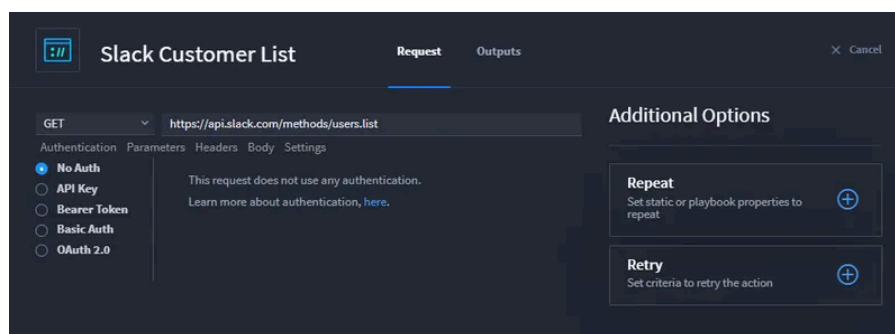 ://
Slack Customer List
Request
Outputs
× Cancel
GET
https://api.slack.com/methods/users.list
Authentication Parameters Headers Body Settings
No Auth
API Key
Bearer Token
Basic Auth
OAuth 2.0
This request does not use any authentication.
Learn more about authentication, here.
Additional Options
Repeat
Set static or playbook properties to
repeat
Retry
Set criteria to retry the action